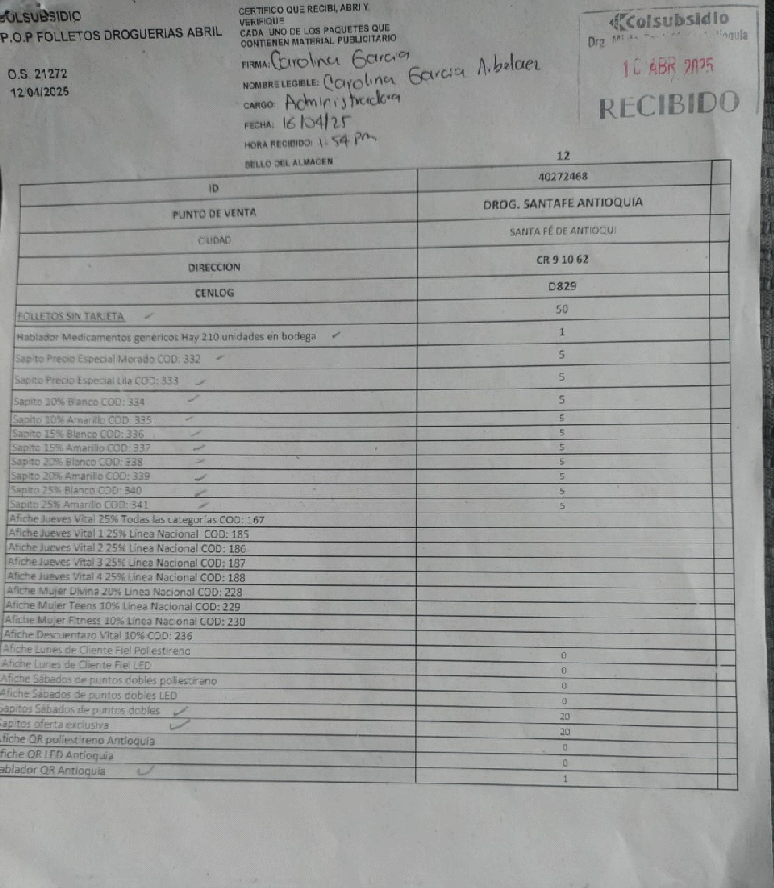 COLSUBSIDIO
P.O.P FOLLETOS DROGUERIAS ABRIL
O.S. 21272
12/04/2025
CERTIFICO QUE RECIBI, ABRI Y
VERIFIQUE
CADA UNO DE LOS PAQUETES QUE
CONTIENEN MATERIAL PUBLICITARIO
FIRMA: Carolina Garcia
NOMBRE LEGIBLE: Carolina Garcia Arbelaez
CARGO: Administradora
FECHA: 16/04/25
HORA RECIBIDO: 1:54 pm
SELLO DEL ALMACEN
Colsubsidio
ABR 2025
RECIBIDO
12
ID 40272468
PUNTO DE VENTA DROG. SANTAFE ANTIOQUIA
CIUDAD SANTA FÉ DE ANTIOQUI
DIRECCION CR 9 10 62
CENLOG D829
FOLLETOS SIN TARJETA 50
Hablador Medicamentos genericos Hay 210 unidades en bodega 1
Sapito Precio Especial Morado COD: 332 5
Sapito Precio Especial Lila COD: 333 5
Sapito 10% Blanco COD: 334 5
Sapito 10% Amarillo COD: 335 5
Sapito 15% Blanco COD: 336 5
Sapito 15% Amarillo COD: 337 5
Sapito 20% Blanco COD: 338 5
Sapito 20% Amarillo COD: 339 5
Sapito 25% Blanco COD: 340 5
Sapito 25% Amarillo COD: 341 5
Afiche Jueves Vital 25% Todas las categorías COD: 167
Afiche Jueves Vital 1 25% Linea Nacional COD: 185
Afiche Jueves Vital 2 25% Linea Nacional COD: 186
Afiche Jueves Vital 3 25% Linea Nacional COD: 187
Afiche Jueves Vital 4 25% Linea Nacional COD: 188
Afiche Mujer Divina 20% Linea Nacional COD: 228
Afiche Mujer Teens 10% Linea Nacional COD: 229
Afiche Mujer Fitness 10% Linea Nacional COD: 230
Afiche Descuentazo Vital 10% COD: 236
Afiche Lunes de Cliente Fiel Poliestireno 0
Afiche Lunes de Cliente Fiel LED 0
Afiche Sábados de puntos dobles poliestireno 0
Afiche Sábados de puntos dobles LED 0
Sapitos Sábados de puntos dobles 20
Sapitos oferta exclusiva 20
Afiche QR poliestireno Antioquia 0
Afiche QR LED Antioquia 0
Hablador QR Antioquia 1